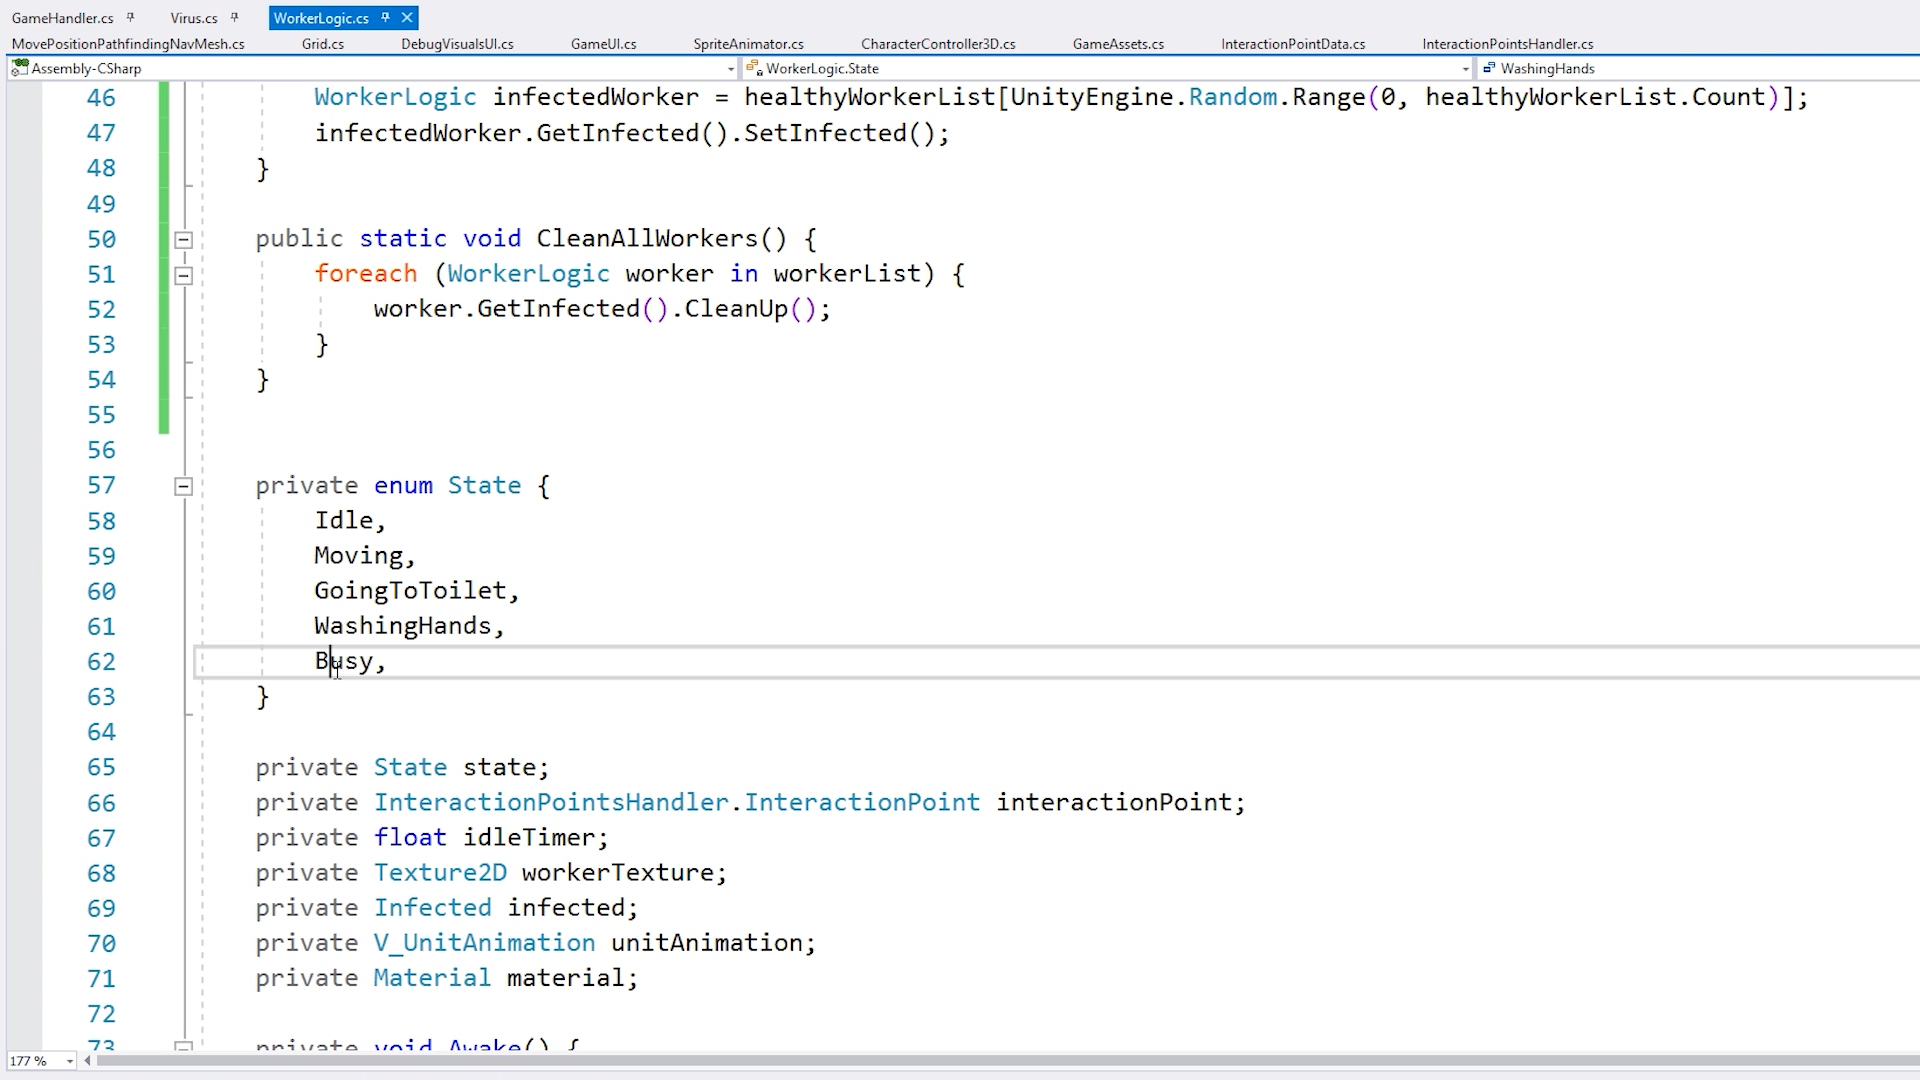 GameHandler.cs Virus.cs WorkerLogic.cs
MovePositionPathfindingNavMesh.cs Grid.cs DebugVisualsUI.cs GameUI.cs SpriteAnimator.cs CharacterController3D.cs GameAssets.cs InteractionPointData.cs InteractionPointsHandler.cs
Assembly-CSharp WorkerLogic.State WashingHands
46 WorkerLogic infectedWorker = healthyWorkerList[UnityEngine.Random.Range(0, healthyWorkerList.Count)];
47 infectedWorker.GetInfected().SetInfected();
48 }
49
50 public static void CleanAllWorkers() {
51 foreach (WorkerLogic worker in workerList) {
52 worker.GetInfected().CleanUp();
53 }
54 }
55
56
57 private enum State {
58 Idle,
59 Moving,
60 GoingToToilet,
61 WashingHands,
62 Busy,
63 }
64
65 private State state;
66 private InteractionPointsHandler.InteractionPoint interactionPoint;
67 private float idleTimer;
68 private Texture2D workerTexture;
69 private Infected infected;
70 private V_UnitAnimation unitAnimation;
71 private Material material;
72
73 private void Awake() {
177 %